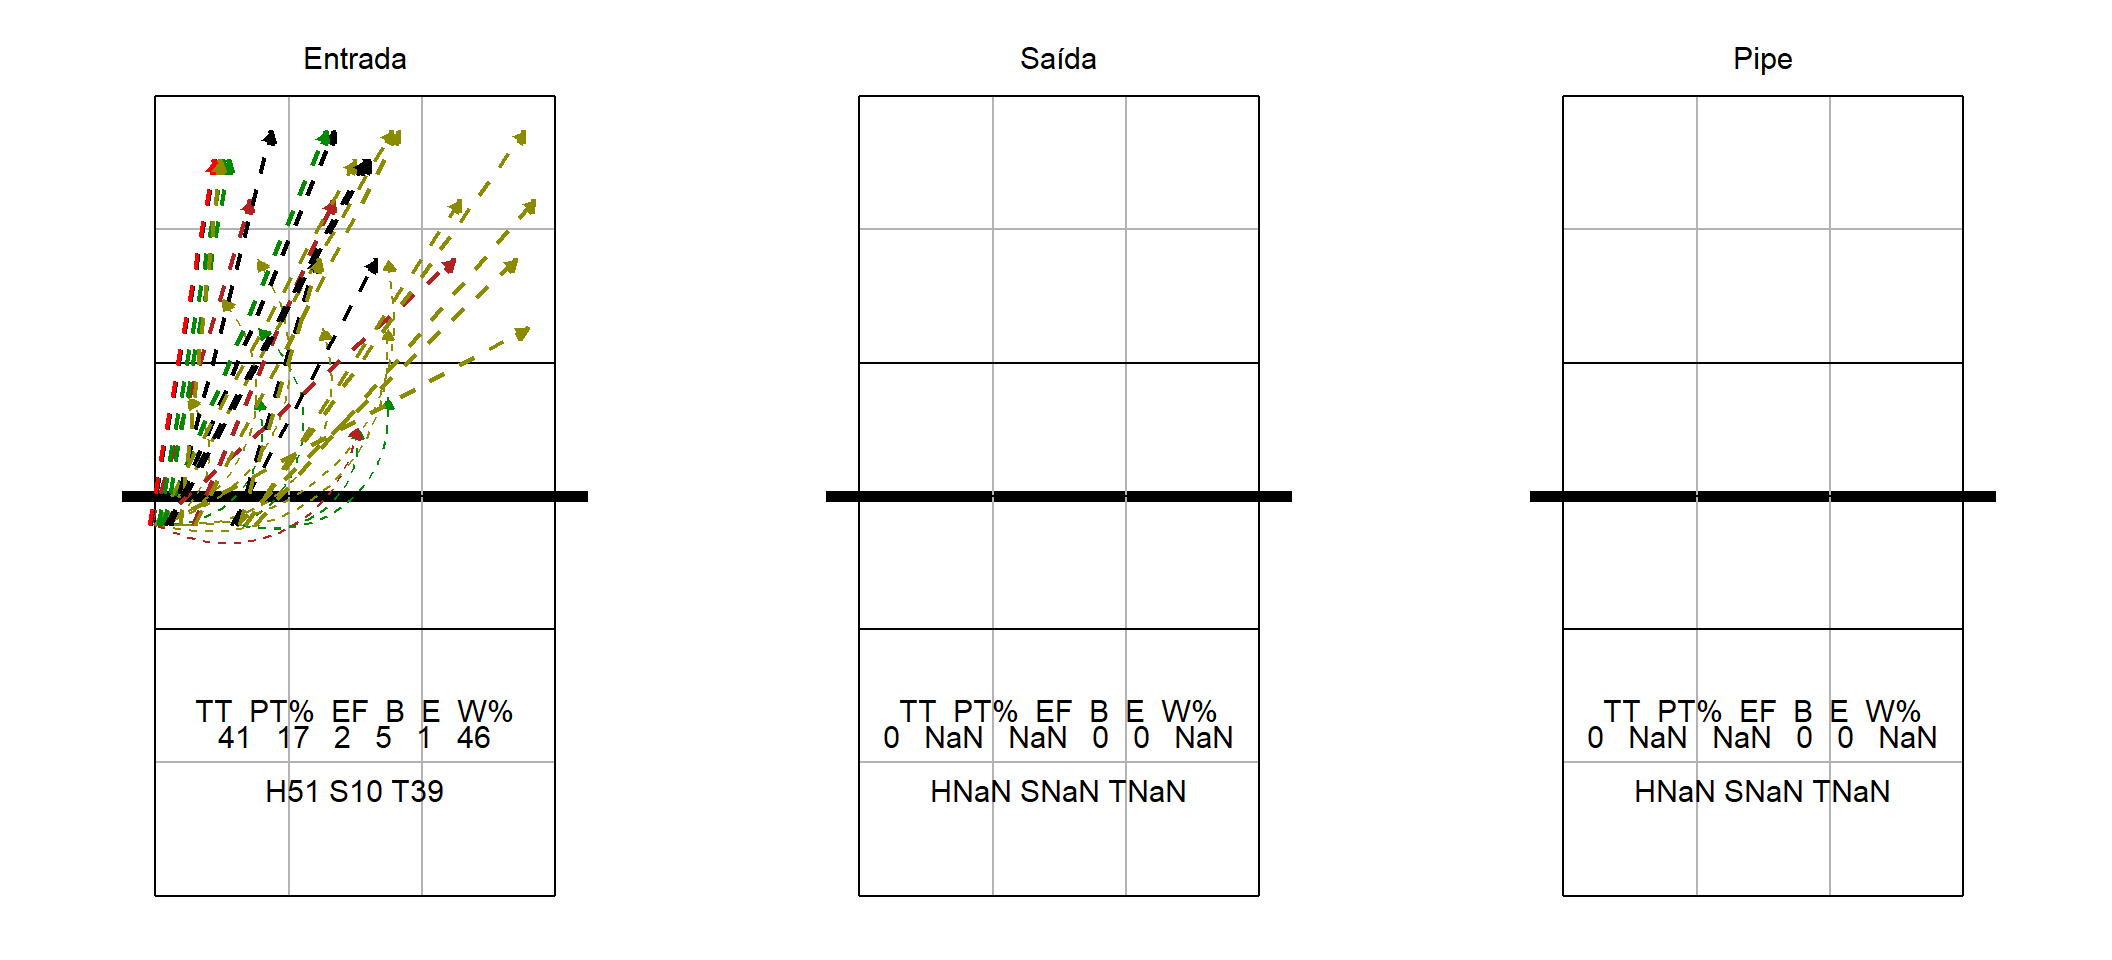 Entrada
TT PT% EF B E W%
41 17 2 5 1 46
H51 S10 T39
Saída
TT PT% EF B E W%
0 NaN NaN 0 0 NaN
HNaN SNaN TNaN
Pipe
TT PT% EF B E W%
0 NaN NaN 0 0 NaN
HNaN SNaN TNaN